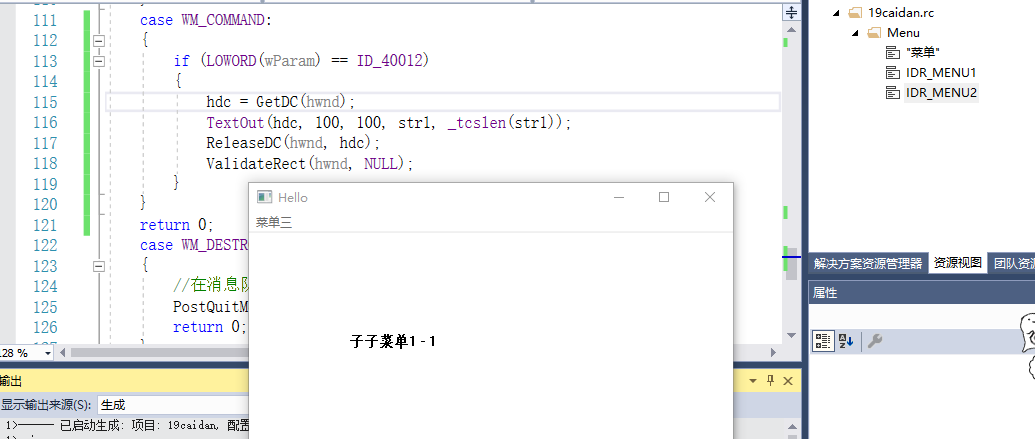 111 case WM_COMMAND:
112 {
113 if (LOWORD(wParam) == ID_40012)
114 {
115 hdc = GetDC(hwnd);
116 TextOut(hdc, 100, 100, str1, _tcslen(str1));
117 ReleaseDC(hwnd, hdc);
118 ValidateRect(hwnd, NULL);
119 }
120 }
121 return 0;
122 case WM_DESTR
123 {
124 //在消息队
125 PostQuitM
126 return 0;
Hello
菜单三
子子菜单1-1
.28 %
输出
显示输出来源(S): 生成
1>------ 已启动生成: 项目: 19caidan, 配置
19caidan.rc
Menu
"菜单"
IDR_MENU1
IDR_MENU2
解决方案资源管理器 资源视图 团队资源
属性